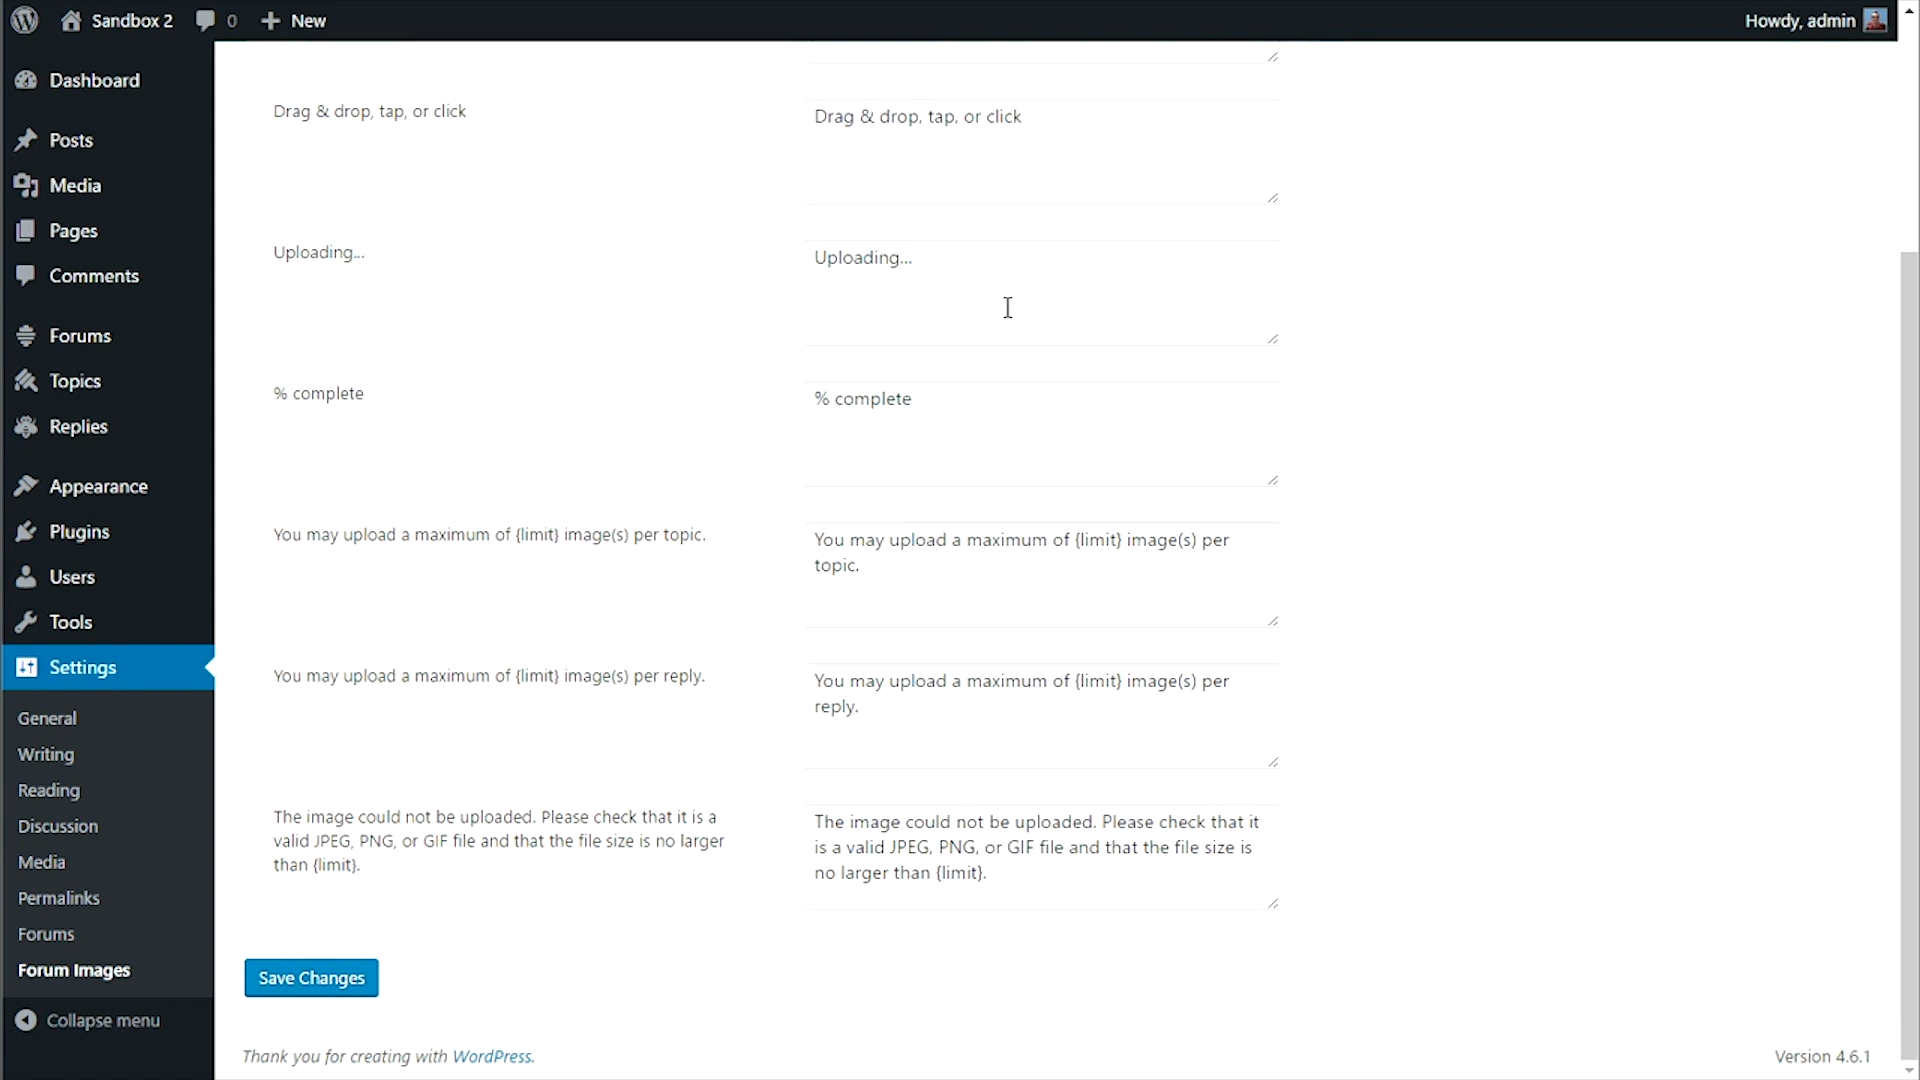 Sandbox 2
0
New
Howdy, admin
Dashboard
Posts
Media
Pages
Comments
Forums
Topics
Replies
Appearance
Plugins
Users
Tools
Settings
General
Writing
Reading
Discussion
Media
Permalinks
Forums
Forum Images
Collapse menu
Drag & drop, tap, or click
Drag & drop, tap, or click
Uploading...
Uploading...
% complete
% complete
You may upload a maximum of {limit} image(s) per topic.
You may upload a maximum of {limit} image(s) per
topic.
You may upload a maximum of {limit} image(s) per reply.
You may upload a maximum of {limit} image(s) per
reply.
The image could not be uploaded. Please check that it is a
valid JPEG, PNG, or GIF file and that the file size is no larger
than {limit}.
The image could not be uploaded. Please check that it
is a valid JPEG, PNG, or GIF file and that the file size is
no larger than {limit}.
Save Changes
Thank you for creating with WordPress.
Version 4.6.1